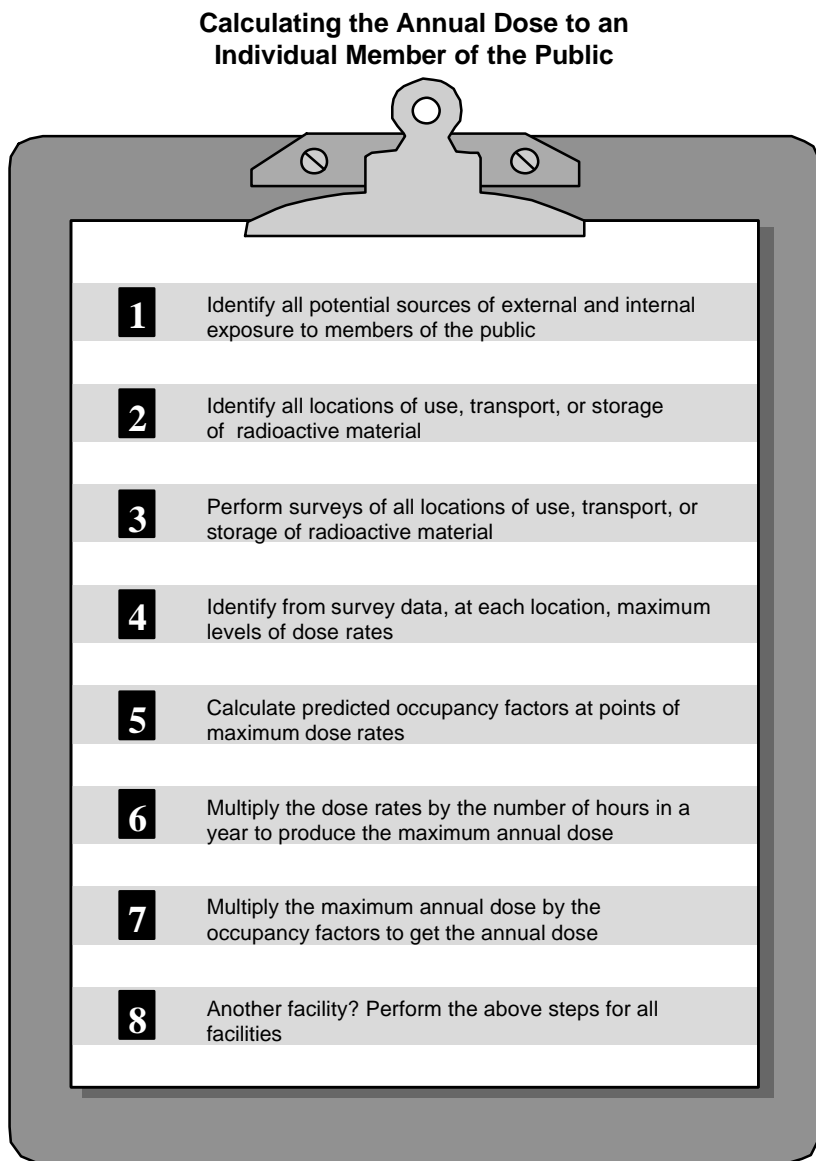 Calculating the Annual Dose to an
Individual Member of the Public
1
Identify all potential sources of external and internal
exposure to members of the public
2
Identify all locations of use, transport, or storage
of radioactive material
3
Perform surveys of all locations of use, transport, or
storage of radioactive material
4
Identify from survey data, at each location, maximum
levels of dose rates
5
Calculate predicted occupancy factors at points of
maximum dose rates
6
Multiply the dose rates by the number of hours in a
year to produce the maximum annual dose
7
Multiply the maximum annual dose by the
occupancy factors to get the annual dose
8
Another facility? Perform the above steps for all
facilities